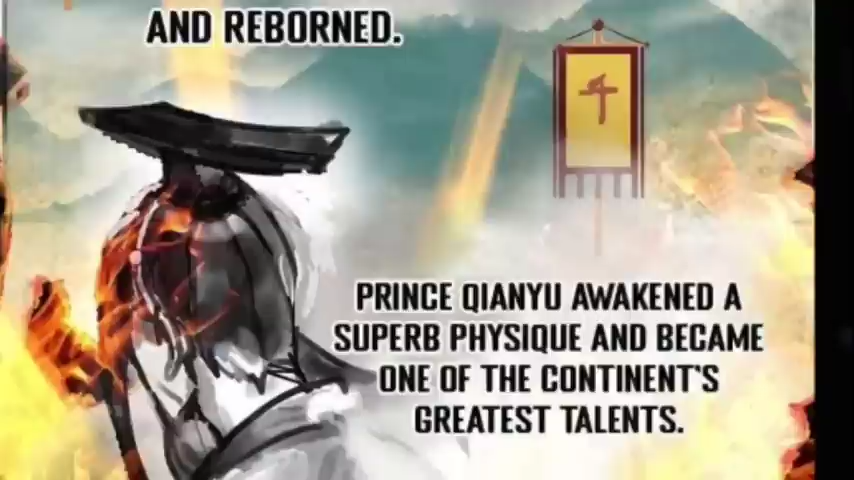 AND REBORNED.
PRINCE QIANYU AWAKENED A
SUPERB PHYSIQUE AND BECAME
ONE OF THE CONTINENT'S
GREATEST TALENTS.